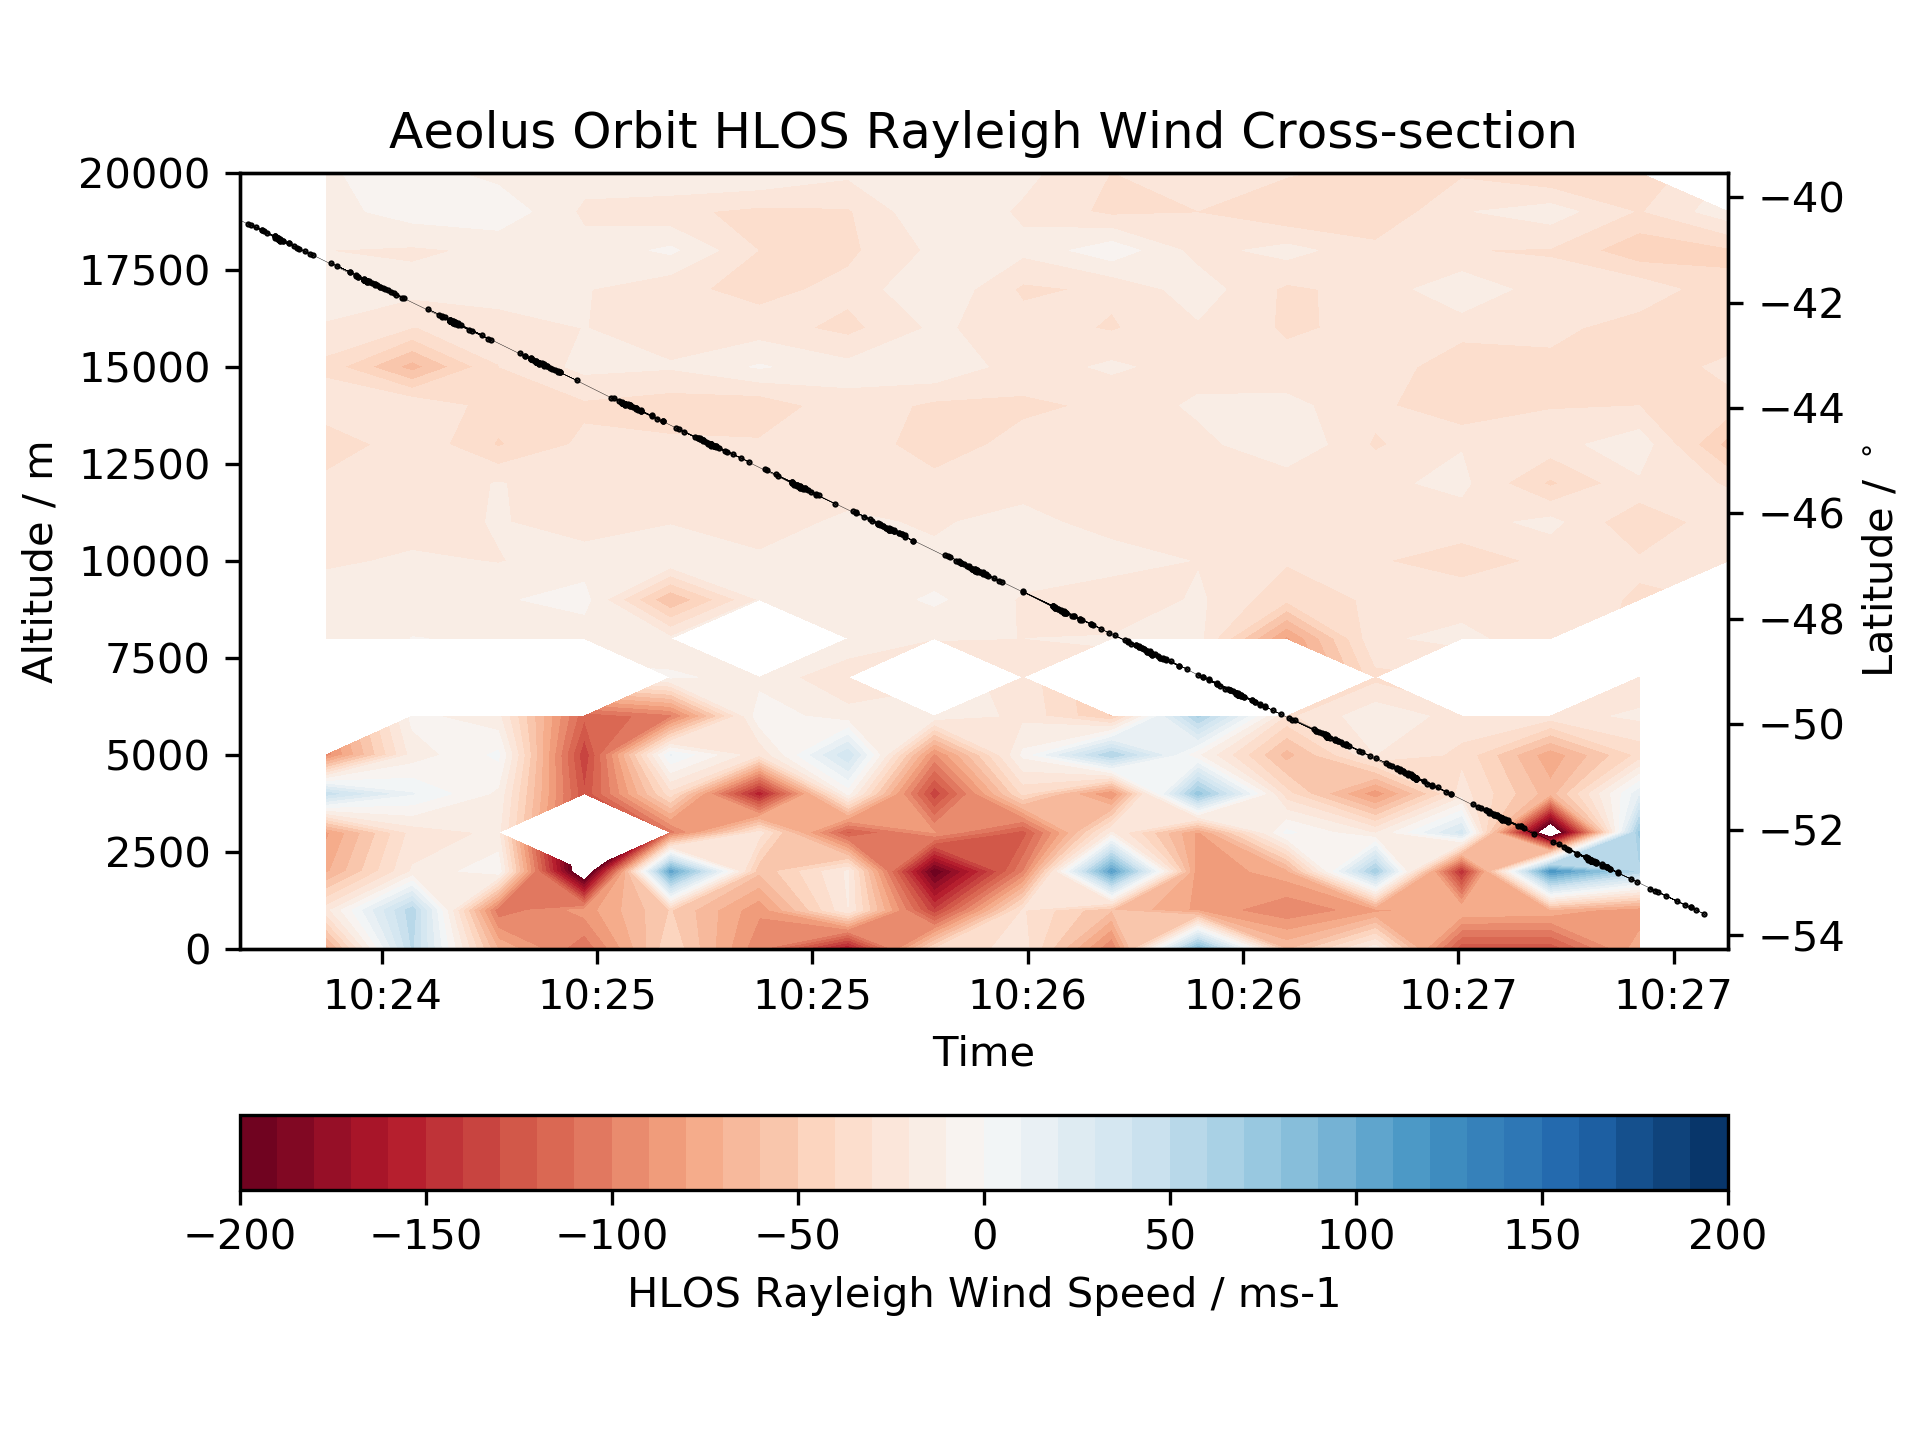 Aeolus Orbit HLOS Rayleigh Wind Cross-section
20000
17500
15000
12500
10000
7500
5000
2500
0
Altitude / m
−40
−42
−44
−46
−48
−50
−52
−54
Latitude / °
10:24 10:25 10:25 10:26 10:26 10:27 10:27
Time
−200 −150 −100 −50 0 50 100 150 200
HLOS Rayleigh Wind Speed / ms-1